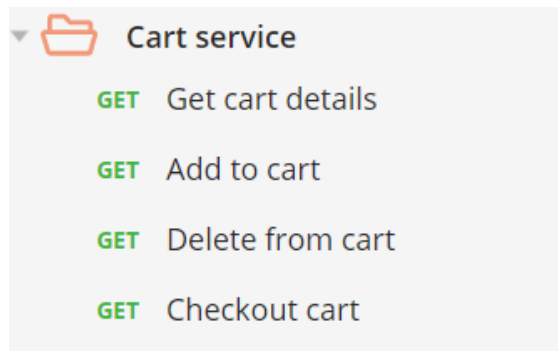 Cart service
GET Get cart details
GET Add to cart
GET Delete from cart
GET Checkout cart